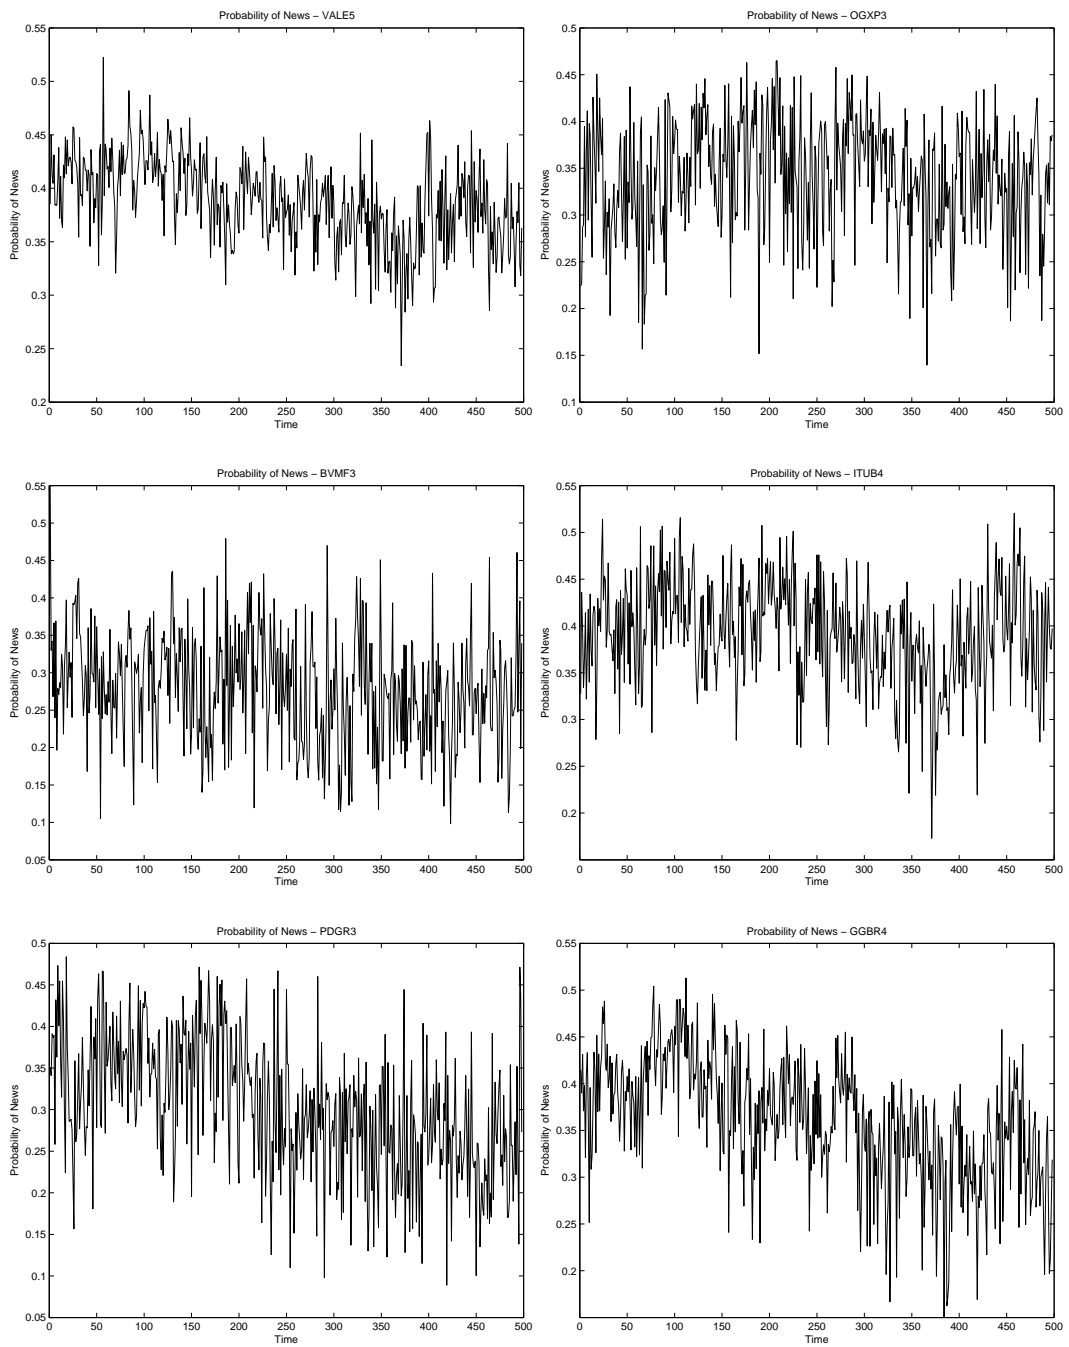 Probability of News − VALE5
0.55
0.5
0.45
0.4
0.35
0.3
0.25
0.2
Probability of News
0 50 100 150 200 250 300 350 400 450 500
Time
Probability of News − OGXP3
0.5
0.45
0.4
0.35
0.3
0.25
0.2
0.15
0.1
Probability of News
0 50 100 150 200 250 300 350 400 450 500
Time
Probability of News − BVMF3
0.55
0.5
0.45
0.4
0.35
0.3
0.25
0.2
0.15
0.1
0.05
Probability of News
0 50 100 150 200 250 300 350 400 450 500
Time
Probability of News − ITUB4
0.55
0.5
0.45
0.4
0.35
0.3
0.25
0.2
Probability of News
0 50 100 150 200 250 300 350 400 450 500
Time
Probability of News − PDGR3
0.5
0.45
0.4
0.35
0.3
0.25
0.2
0.15
0.1
0.05
Probability of News
0 50 100 150 200 250 300 350 400 450 500
Time
Probability of News − GGBR4
0.55
0.5
0.45
0.4
0.35
0.3
0.25
0.2
Probability of News
0 50 100 150 200 250 300 350 400 450 500
Time